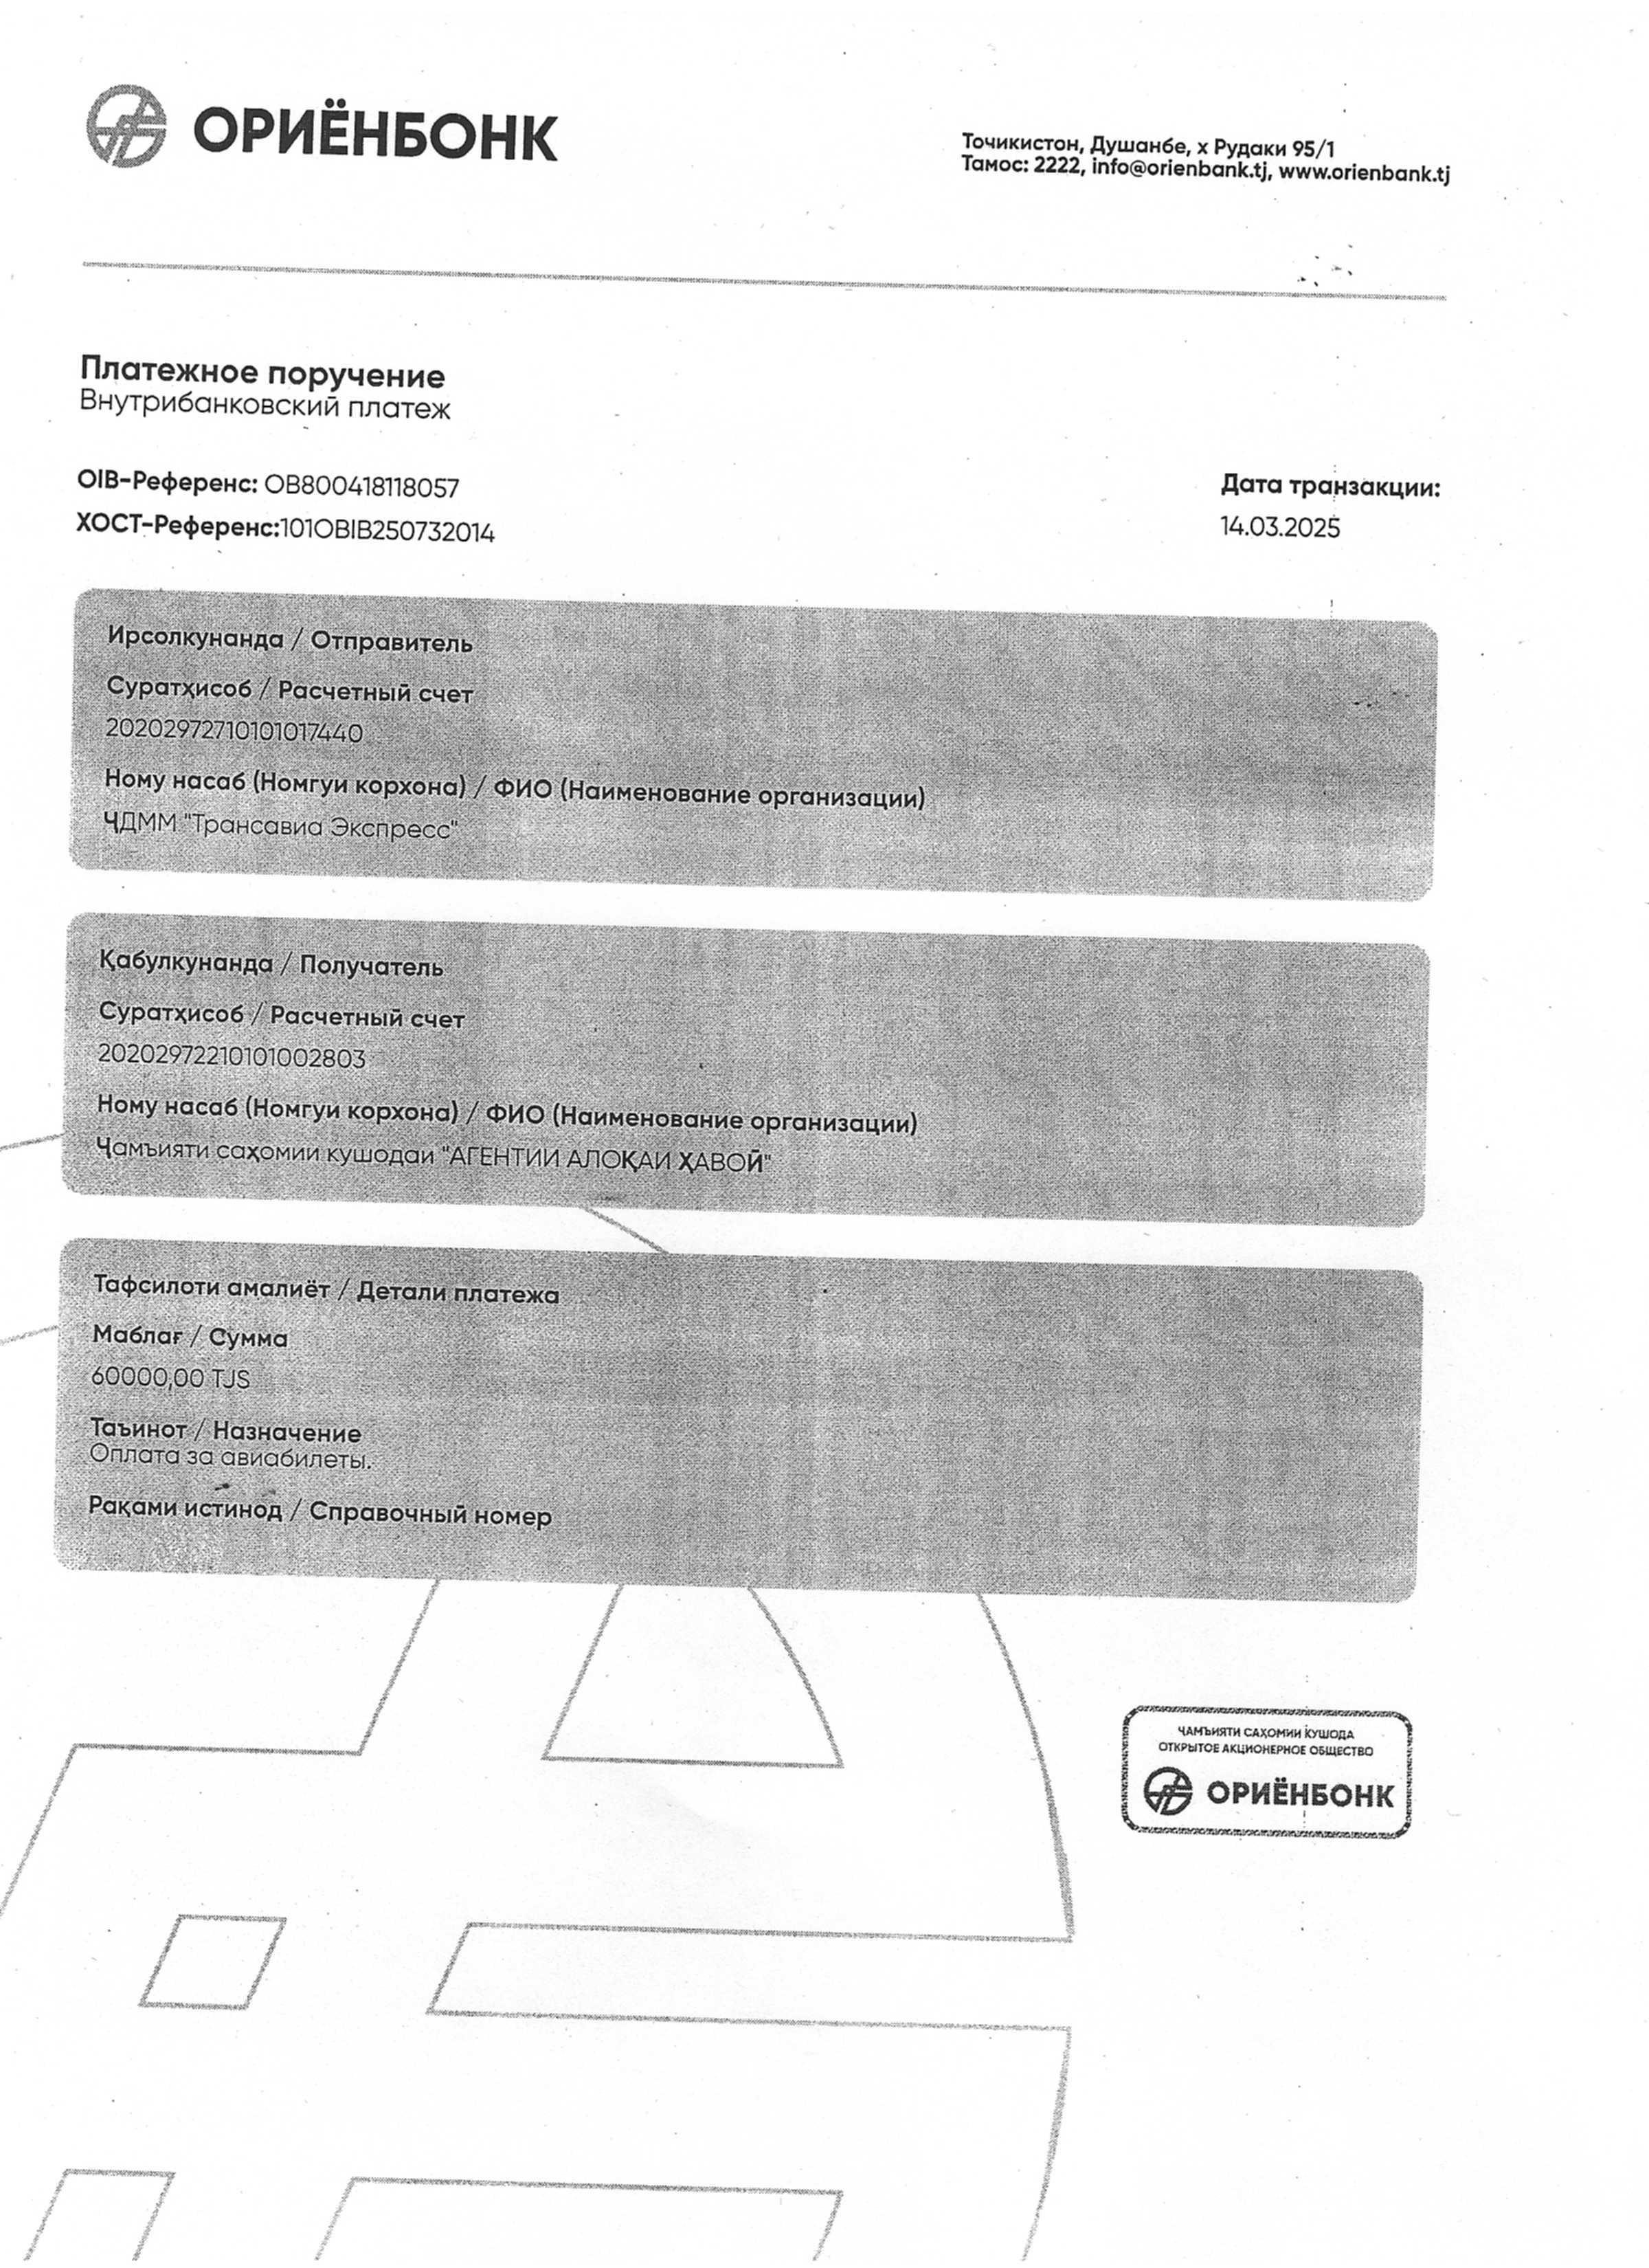 ОРИЁНБОНК
Точикистон, Душанбе, х Рудаки 95/1
Тамос: 2222, info@orienbank.tj, www.orienbank.tj
Платежное поручение
Внутрибанковский платеж
OIB-Референс: OB800418118057
ХОСТ-Референс:101OBIB250732014
Дата транзакции:
14.03.2025
Ирсолкунанда / Отправитель
Суратҳисоб / Расчетный счет
20202972710101017440
Ному насаб (Номгуи корхона) / ФИО (Наименование организации)
ҶДММ "Трансавиа Экспресс"
Қабулкунанда / Получатель
Суратҳисоб / Расчетный счет
20202972210101002803
Ному насаб (Номгуи корхона) / ФИО (Наименование организации)
Ҷамъияти саҳомии кушодаи "АГЕНТИИ АЛОҚАИ ҲАВОӢ"
Тафсилоти амалиёт / Детали платежа
Маблағ / Сумма
60000,00 TJS
Таъинот / Назначение
Оплата за авиабилеты.
Рақами истинод / Справочный номер
ҶАМЪИЯТИ САҲОМИИ КУШОДА
ОТКРЫТОЕ АКЦИОНЕРНОЕ ОБЩЕСТВО
ОРИЁНБОНК